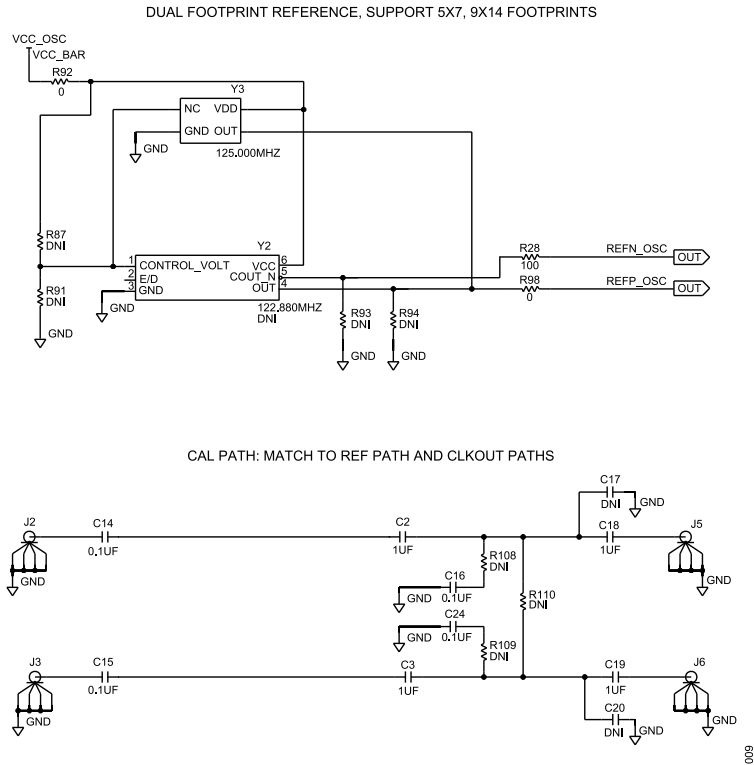 DUAL FOOTPRINT REFERENCE, SUPPORT 5X7, 9X14 FOOTPRINTS
VCC_OSC
VCC_BAR
R92
0
Y3
NC VDD
GND OUT
GND
125.000MHZ
R87
DNI
Y2
1 CONTROL_VOLT VCC 6
2 E/D COUT_N 5
3 GND OUT 4
122.880MHZ
DNI
R91
DNI
GND
GND
R28
100
REFN_OSC
OUT
R98
0
REFP_OSC
OUT
R93
DNI
R94
DNI
GND
GND
CAL PATH: MATCH TO REF PATH AND CLKOUT PATHS
J2
GND
C14
0.1UF
C2
1UF
C17
DNI
GND
C18
1UF
J5
GND
R108
DNI
C16
0.1UF
GND
R110
DNI
C24
0.1UF
GND
R109
DNI
J3
GND
C15
0.1UF
C3
1UF
C19
1UF
J6
GND
C20
DNI
GND
009